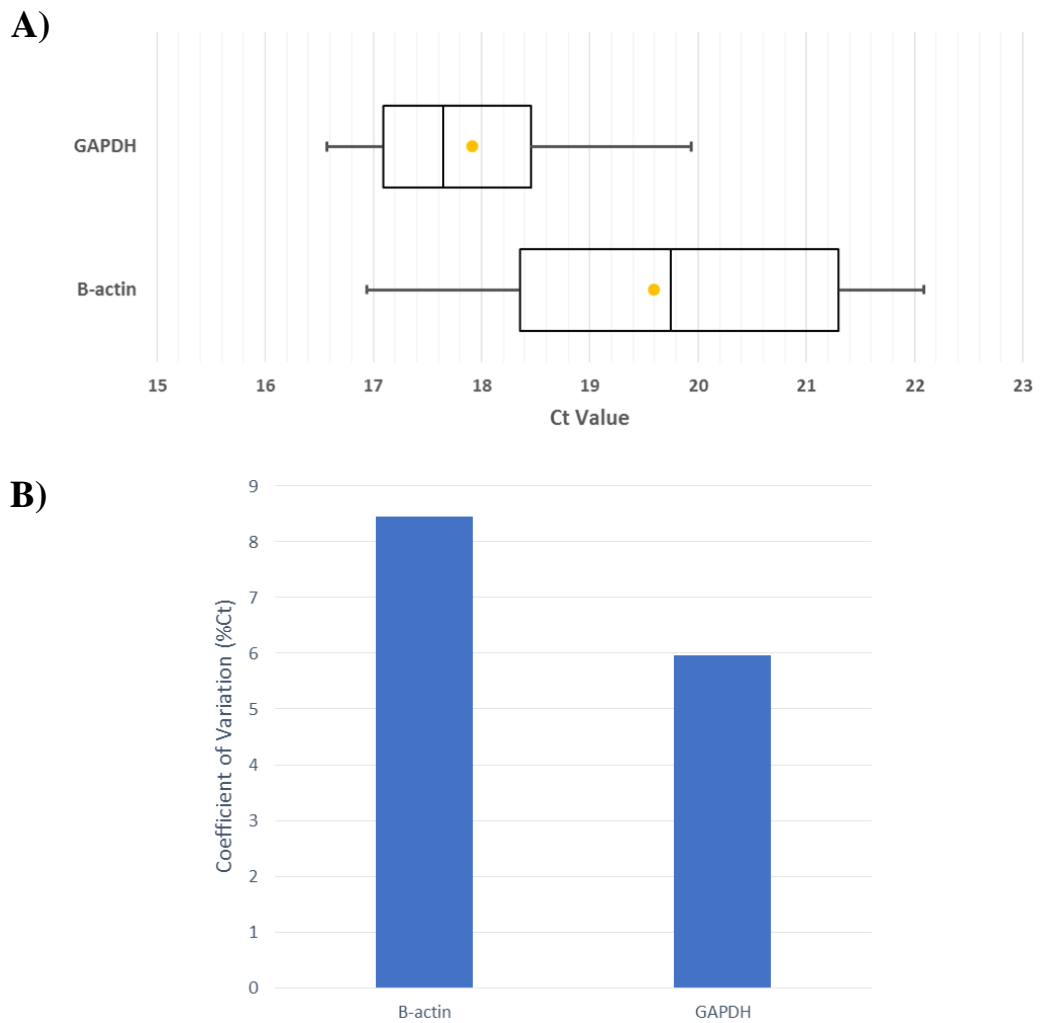 A)
GAPDH
B-actin
15 16 17 18 19 20 21 22 23
Ct Value
B)
9
8
7
6
5
4
3
2
1
0
Coefficient of Variation (%Ct)
B-actin GAPDH